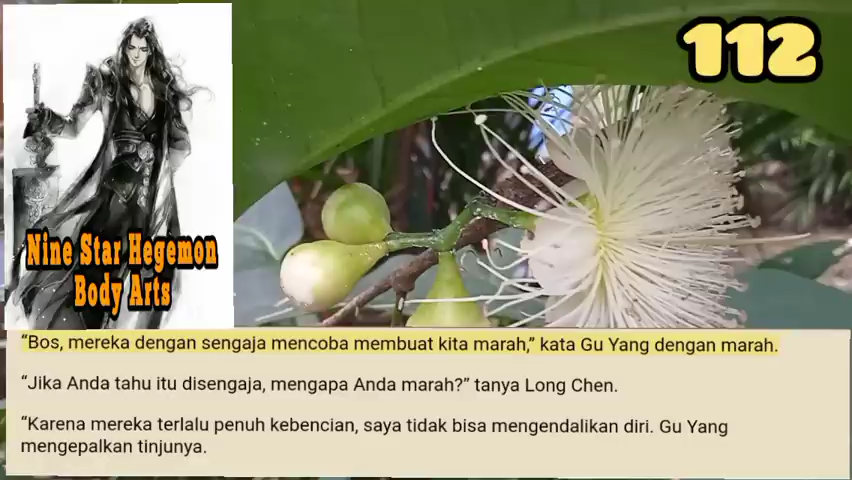 112
Nine Star Hegemon
Body Arts
“Bos, mereka dengan sengaja mencoba membuat kita marah,” kata Gu Yang dengan marah.
“Jika Anda tahu itu disengaja, mengapa Anda marah?” tanya Long Chen.
“Karena mereka terlalu penuh kebencian, saya tidak bisa mengendalikan diri. Gu Yang
mengepalkan tinjunya.